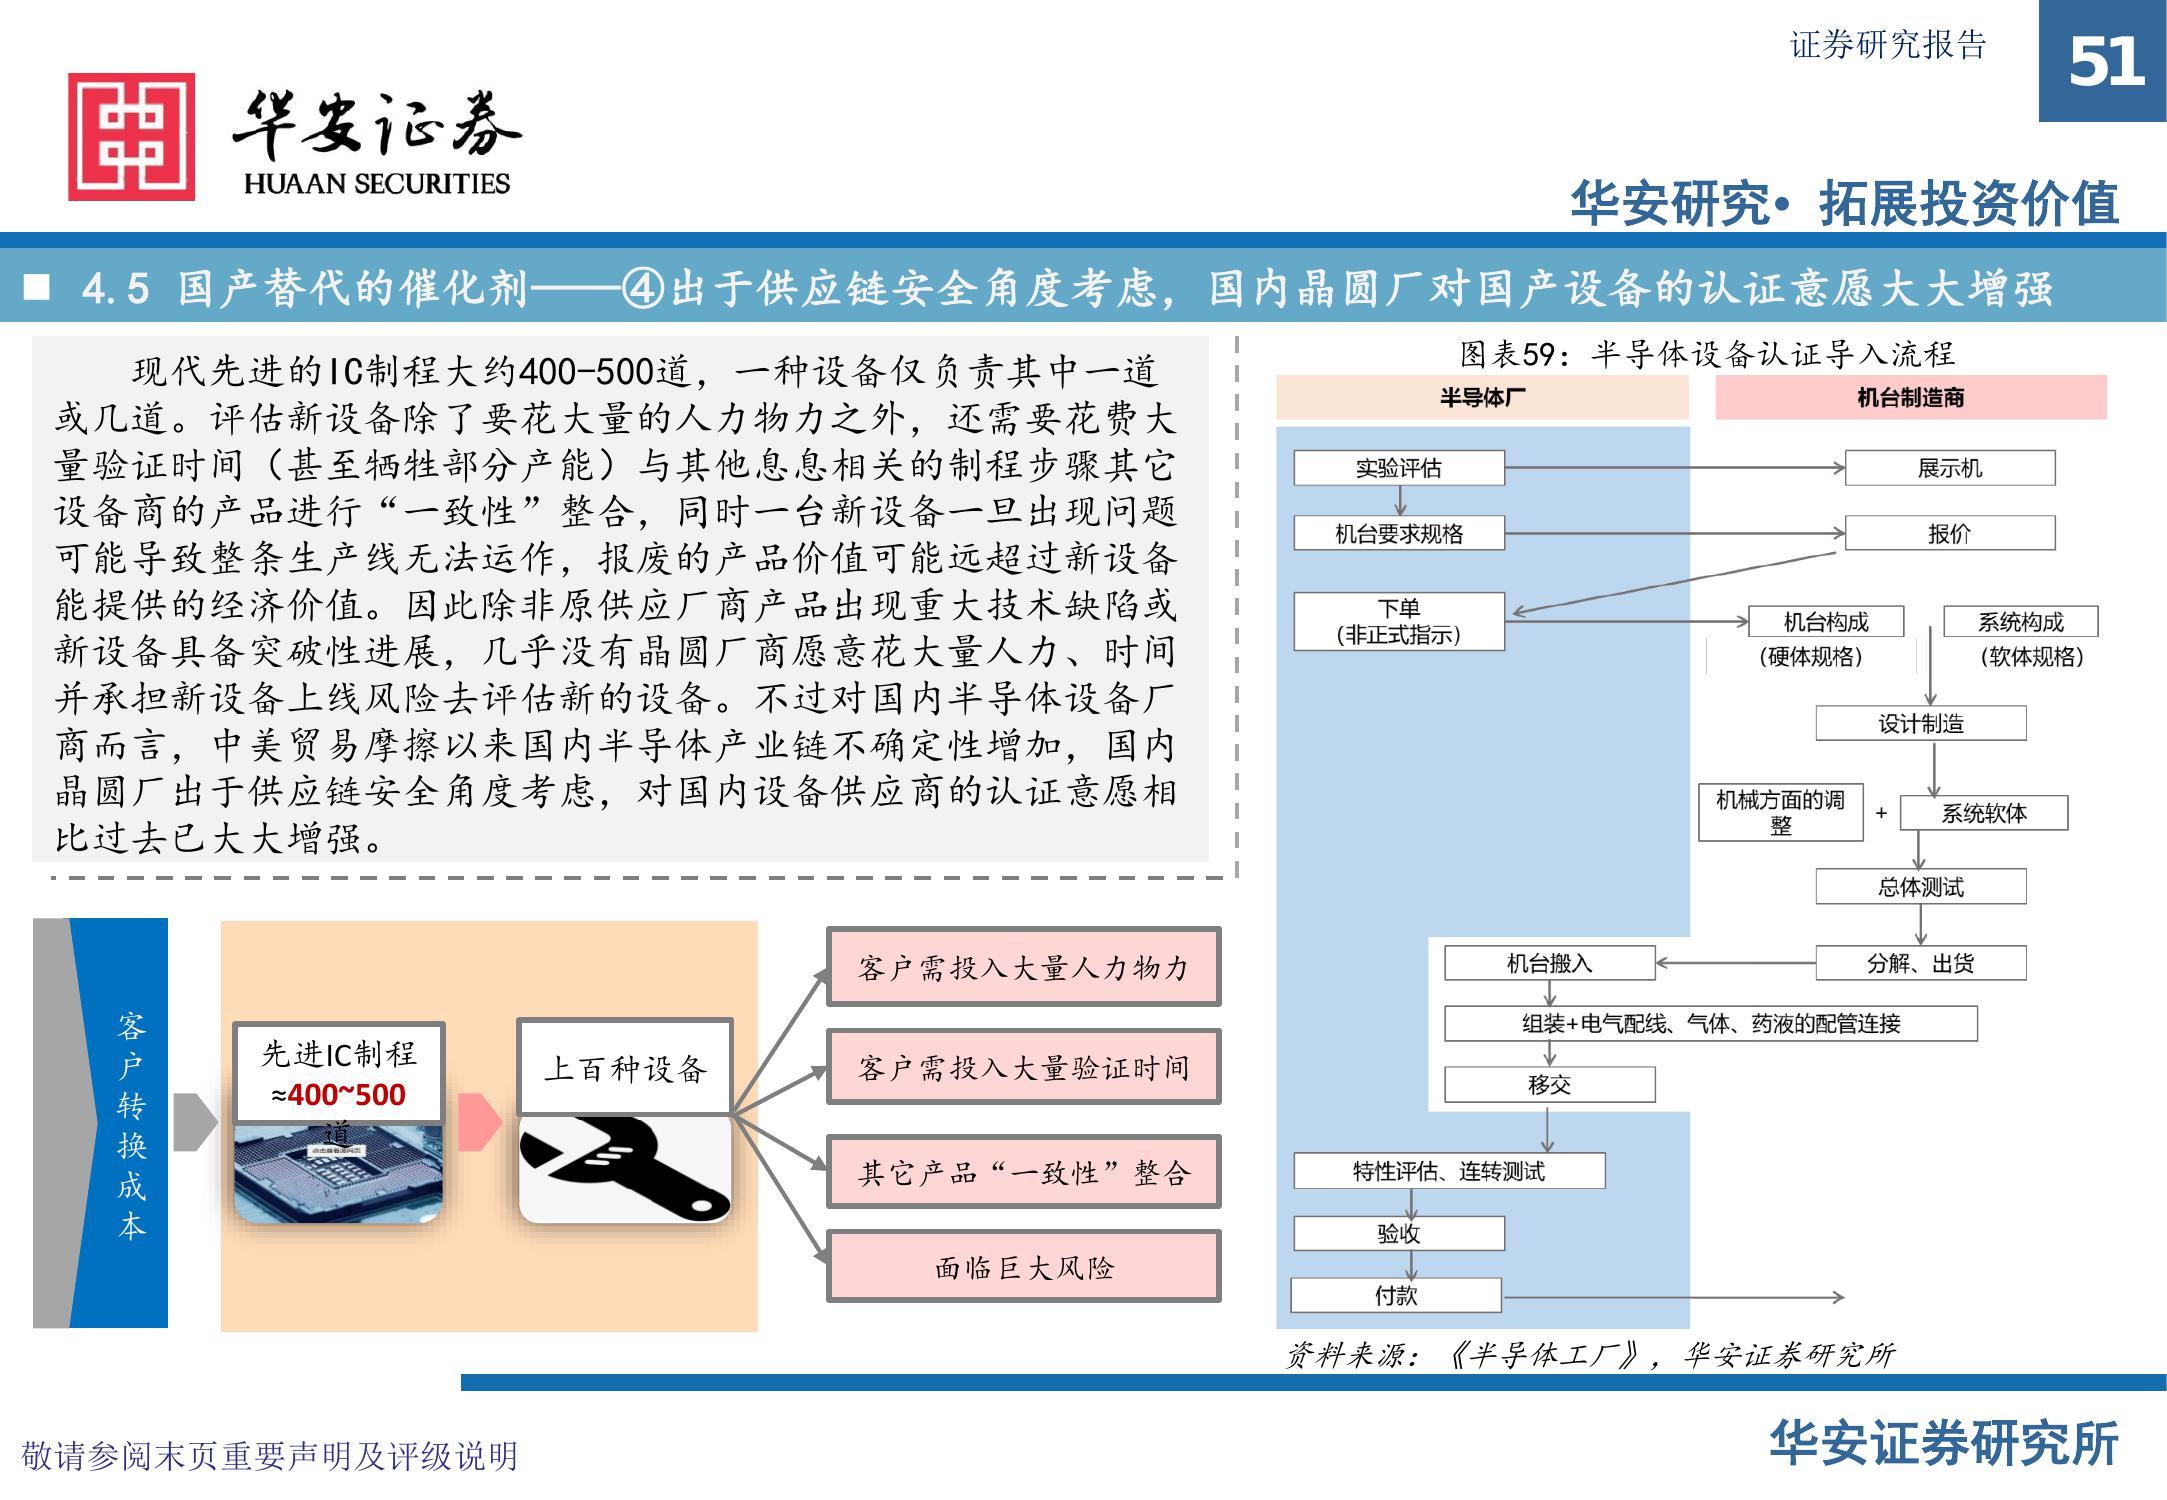 证券研究报告
51
华安证券
HUAAN SECURITIES
华安研究• 拓展投资价值
4.5 国产替代的催化剂——④出于供应链安全角度考虑，国内晶圆厂对国产设备的认证意愿大大增强
现代先进的IC制程大约400-500道，一种设备仅负责其中一道
或几道。评估新设备除了要花大量的人力物力之外，还需要花费大
量验证时间（甚至牺牲部分产能）与其他息息相关的制程步骤其它
设备商的产品进行“一致性”整合，同时一台新设备一旦出现问题
可能导致整条生产线无法运作，报废的产品价值可能远超过新设备
能提供的经济价值。因此除非原供应厂商产品出现重大技术缺陷或
新设备具备突破性进展，几乎没有晶圆厂商愿意花大量人力、时间
并承担新设备上线风险去评估新的设备。不过对国内半导体设备厂
商而言，中美贸易摩擦以来国内半导体产业链不确定性增加，国内
晶圆厂出于供应链安全角度考虑，对国内设备供应商的认证意愿相
比过去已大大增强。
客户转换成本
先进IC制程
≈400~500
道
点击查看源网页
上百种设备
客户需投入大量人力物力
客户需投入大量验证时间
其它产品“一致性”整合
面临巨大风险
图表59：半导体设备认证导入流程
半导体厂
机台制造商
实验评估
展示机
机台要求规格
报价
下单
(非正式指示)
机台构成
(硬体规格)
系统构成
(软体规格)
设计制造
机械方面的调
整
+
系统软体
总体测试
机台搬入
分解、出货
组装+电气配线、气体、药液的配管连接
移交
特性评估、连转测试
验收
付款
资料来源：《半导体工厂》，华安证券研究所
敬请参阅末页重要声明及评级说明
华安证券研究所